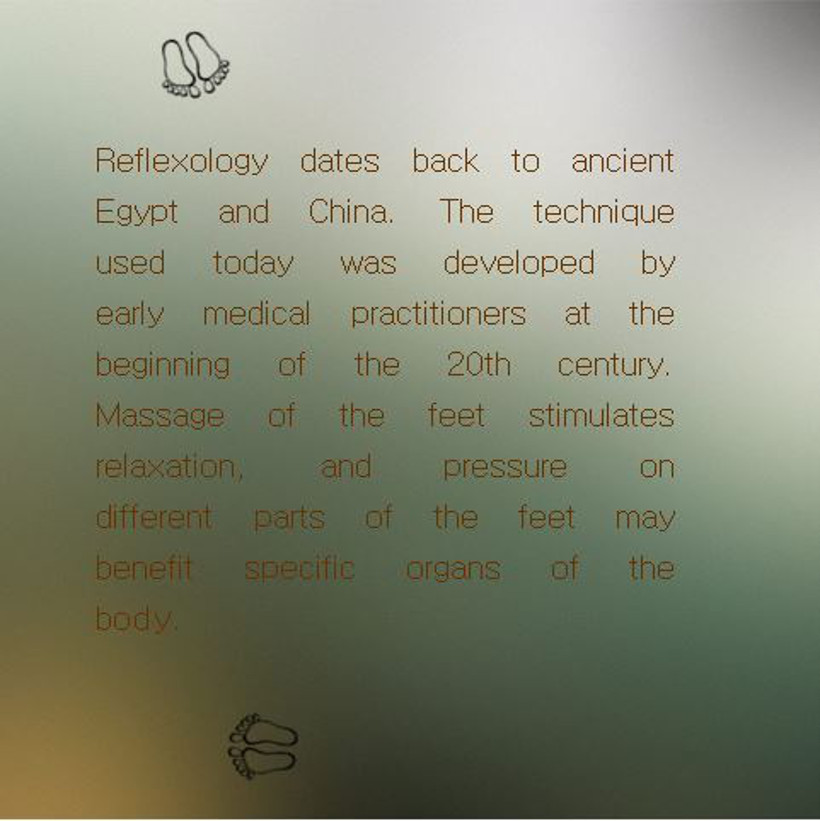 Reflexology dates back to ancient
Egypt and China. The technique
used today was developed by
early medical practitioners at the
beginning of the 20th century.
Massage of the feet stimulates
relaxation, and pressure on
different parts of the feet may
benefit specific organs of the
body.